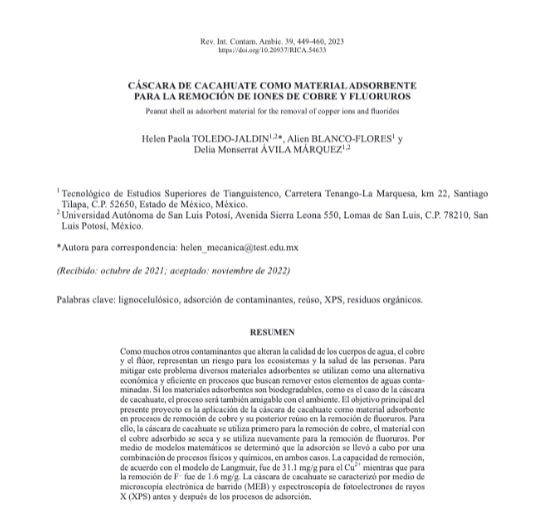 Rev. Int. Contam. Ambie. 39, 449-460, 2023
https://doi.org/10.20937/RICA.54633
CÁSCARA DE CACAHUATE COMO MATERIAL ADSORBENTE
PARA LA REMOCIÓN DE IONES DE COBRE Y FLUORUROS
Peanut shell as adsorbent material for the removal of copper ions and fluorides
Helen Paola TOLEDO-JALDIN¹,²*, Alien BLANCO-FLORES¹ y
Delia Monserrat ÁVILA MÁRQUEZ¹,²
¹ Tecnológico de Estudios Superiores de Tianguistenco, Carretera Tenango-La Marquesa, km 22, Santiago
Tilapa, C.P. 52650, Estado de México, México.
² Universidad Autónoma de San Luis Potosí, Avenida Sierra Leona 550, Lomas de San Luis, C.P. 78210, San
Luis Potosí, México.
*Autora para correspondencia: helen_mecanica@test.edu.mx
(Recibido: octubre de 2021; aceptado: noviembre de 2022)
Palabras clave: lignocelulósico, adsorción de contaminantes, reúso, XPS, residuos orgánicos.
RESUMEN
Como muchos otros contaminantes que alteran la calidad de los cuerpos de agua, el cobre
y el flúor, representan un riesgo para los ecosistemas y la salud de las personas. Para
mitigar este problema diversos materiales adsorbentes se utilizan como una alternativa
económica y eficiente en procesos que buscan remover estos elementos de aguas conta-
minadas. Si los materiales adsorbentes son biodegradables, como es el caso de la cáscara
de cacahuate, el proceso será también amigable con el ambiente. El objetivo principal del
presente proyecto es la aplicación de la cáscara de cacahuate como material adsorbente
en procesos de remoción de cobre y su posterior reúso en la remoción de fluoruros. Para
ello, la cáscara de cacahuate se utiliza primero para la remoción de cobre, el material con
el cobre adsorbido se seca y se utiliza nuevamente para la remoción de fluoruros. Por
medio de modelos matemáticos se determinó que la adsorción se llevó a cabo por una
combinación de procesos físicos y químicos, en ambos casos. La capacidad de remoción,
de acuerdo con el modelo de Langmuir, fue de 31.1 mg/g para el Cu²⁺ mientras que para
la remoción de F⁻ fue de 1.6 mg/g. La cáscara de cacahuate se caracterizó por medio de
microscopía electrónica de barrido (MEB) y espectroscopía de fotoelectrones de rayos
X (XPS) antes y después de los procesos de adsorción.